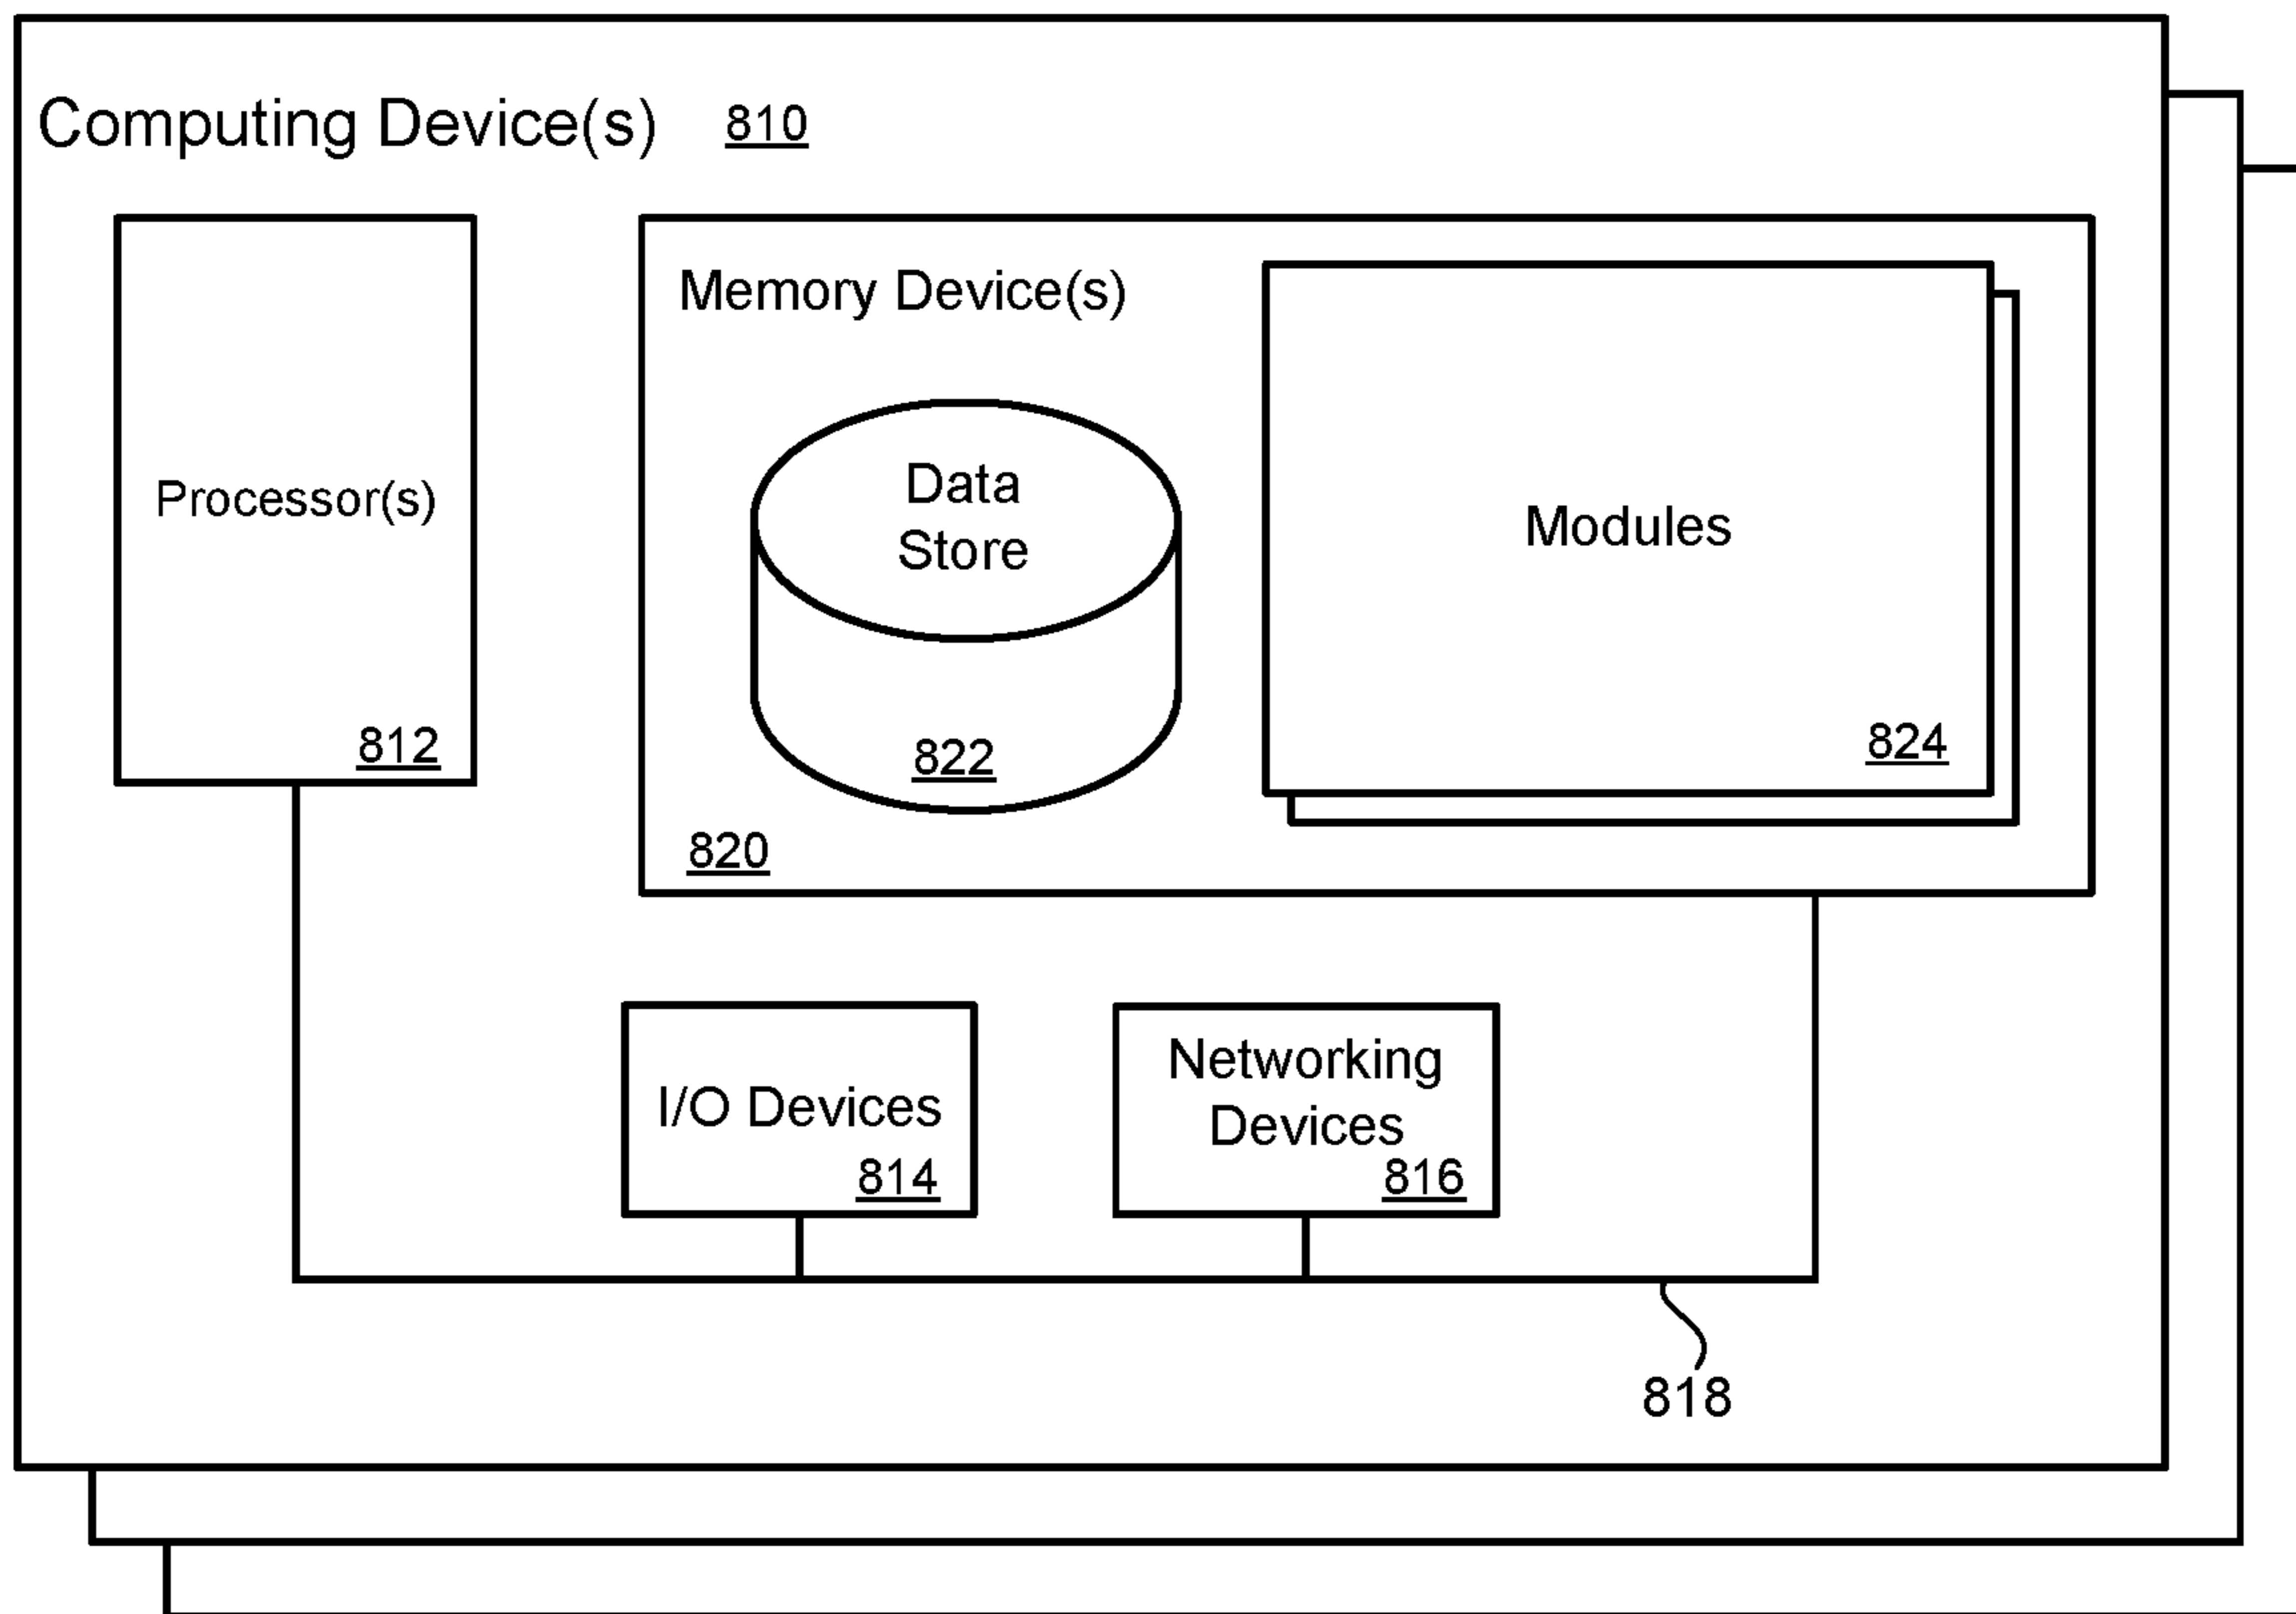 Computing Device(s) 810
Memory Device(s)
Processor(s)
Data
Store
Modules
812
822
824
820
I/O Devices
814
Networking
Devices
816
818